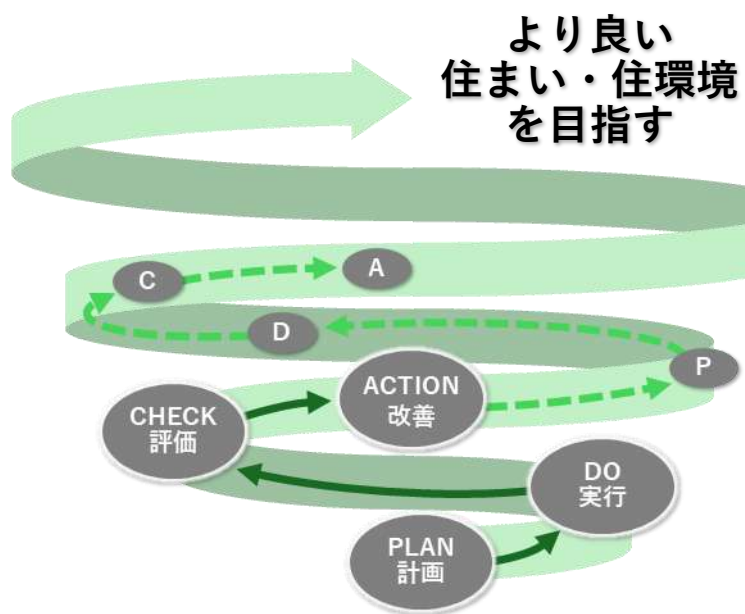 より良い
住まい・住環境
を目指す
C
A
D
P
ACTION
改善
CHECK
評価
DO
実行
PLAN
計画